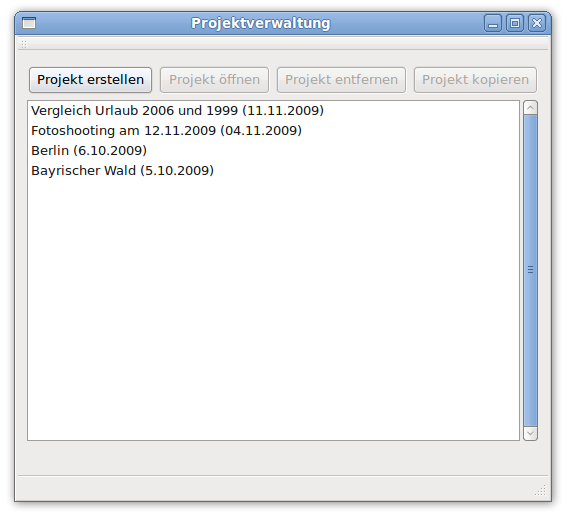 Projektverwaltung
Projekt erstellen Projekt öffnen Projekt entfernen Projekt kopieren
Vergleich Urlaub 2006 und 1999 (11.11.2009)
Fotoshooting am 12.11.2009 (04.11.2009)
Berlin (6.10.2009)
Bayrischer Wald (5.10.2009)